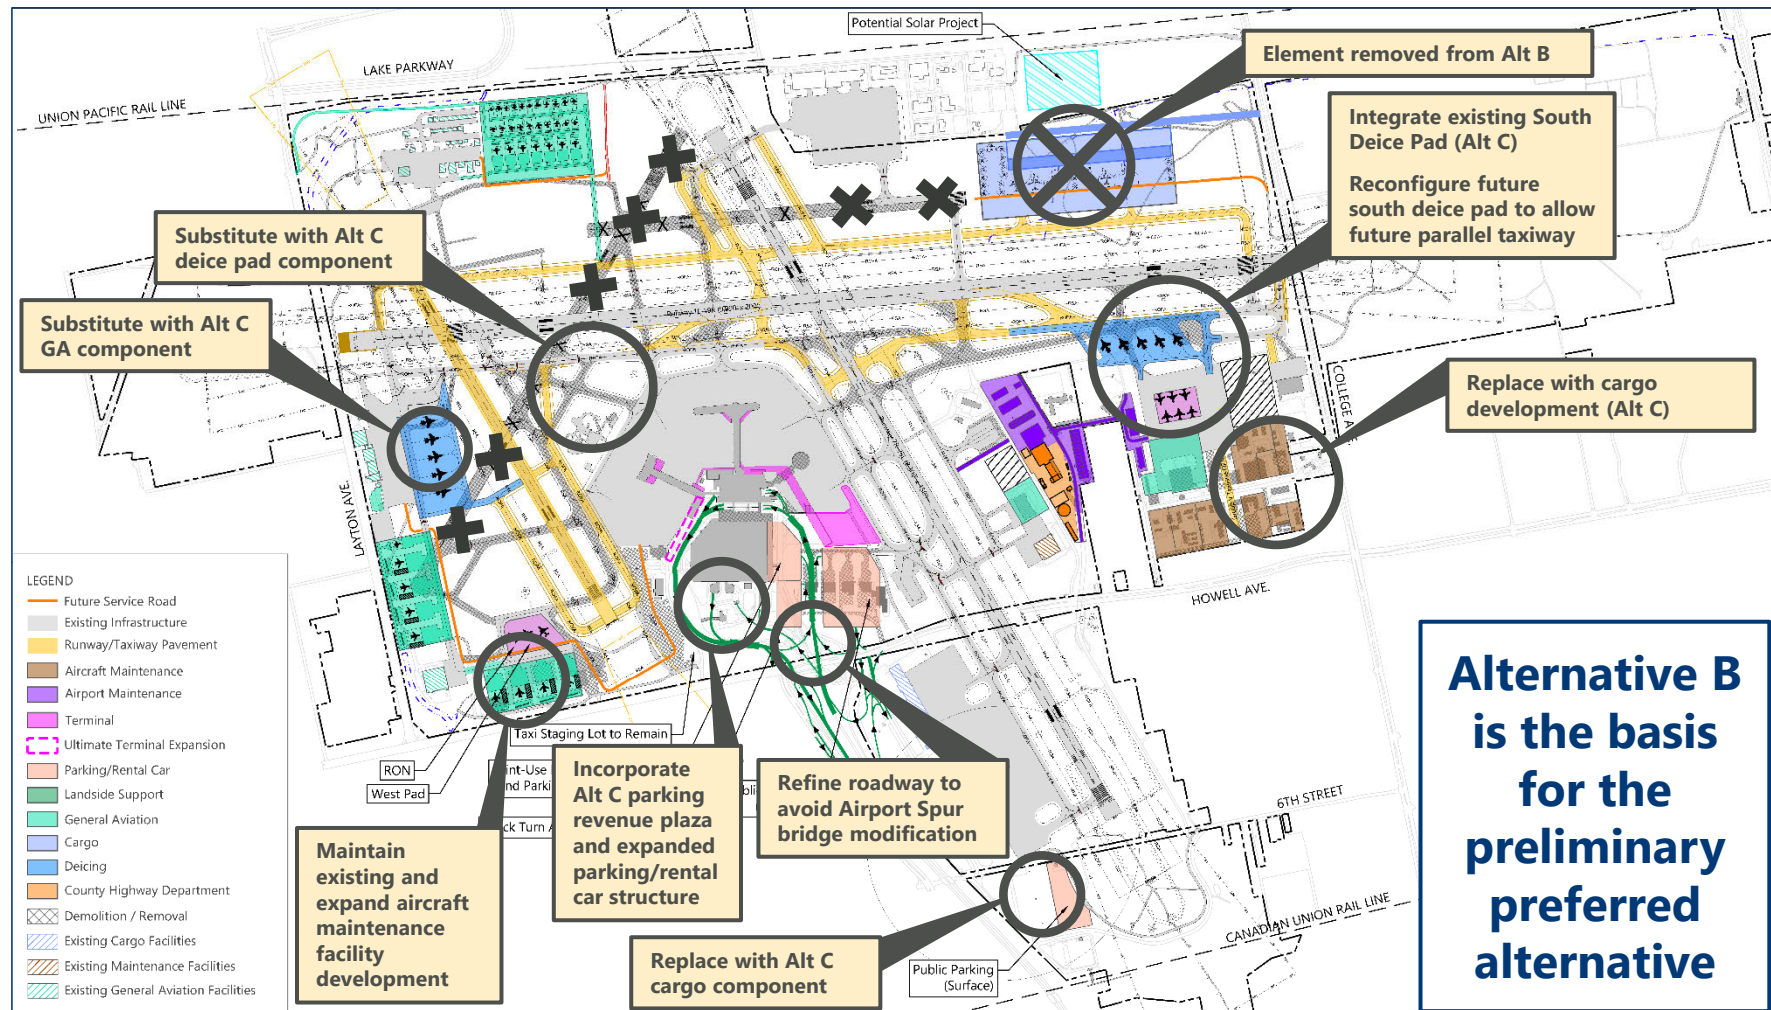 Potential Solar Project
LAKE PARKWAY
UNION PACIFIC RAIL LINE
Element removed from Alt B
Integrate existing South
Deice Pad (Alt C)
Reconfigure future
south deice pad to allow
future parallel taxiway
Substitute with Alt C
deice pad component
Substitute with Alt C
GA component
Replace with cargo
development (Alt C)
COLLEGE AVE.
LAYTON AVE.
HOWELL AVE.
LEGEND
Future Service Road
Existing Infrastructure
Runway/Taxiway Pavement
Aircraft Maintenance
Airport Maintenance
Terminal
Ultimate Terminal Expansion
Parking/Rental Car
Landside Support
General Aviation
Cargo
Deicing
County Highway Department
Demolition / Removal
Existing Cargo Facilities
Existing Maintenance Facilities
Existing General Aviation Facilities
Taxi Staging Lot to Remain
RON
West Pad
Maintain
existing and
expand aircraft
maintenance
facility
development
Incorporate
Alt C parking
revenue plaza
and expanded
parking/rental
car structure
Refine roadway to
avoid Airport Spur
bridge modification
Replace with Alt C
cargo component
Public Parking
(Surface)
6TH STREET
CANADIAN UNION RAIL LINE
Alternative B
is the basis
for the
preliminary
preferred
alternative